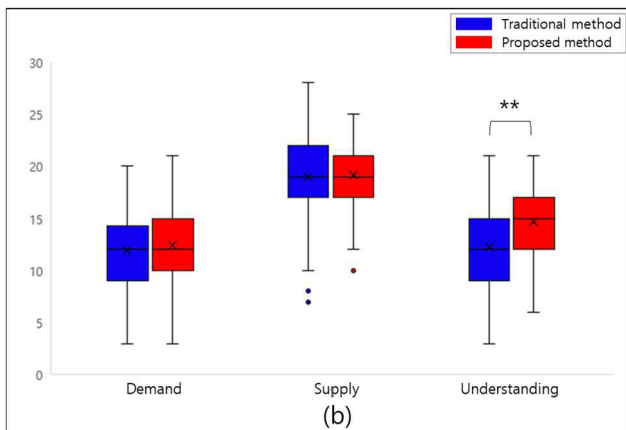 Traditional method
Proposed method
30
25
20
15
10
5
0
**
Demand Supply Understanding
(b)